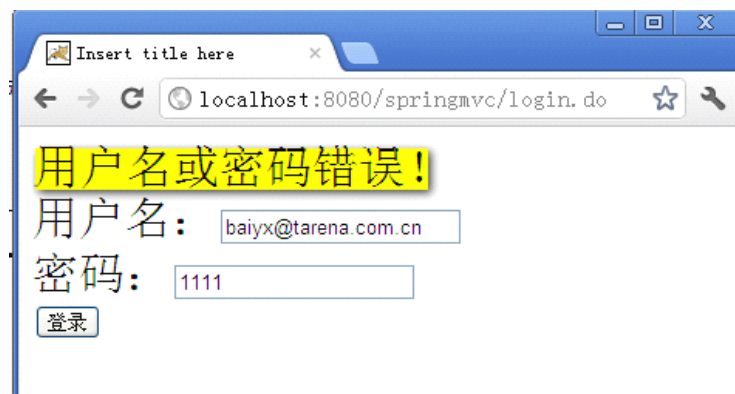 Insert title here
localhost:8080/springmvc/login.do
用户名或密码错误!
用户名: baiyx@tarena.com.cn
密码: 1111
登录